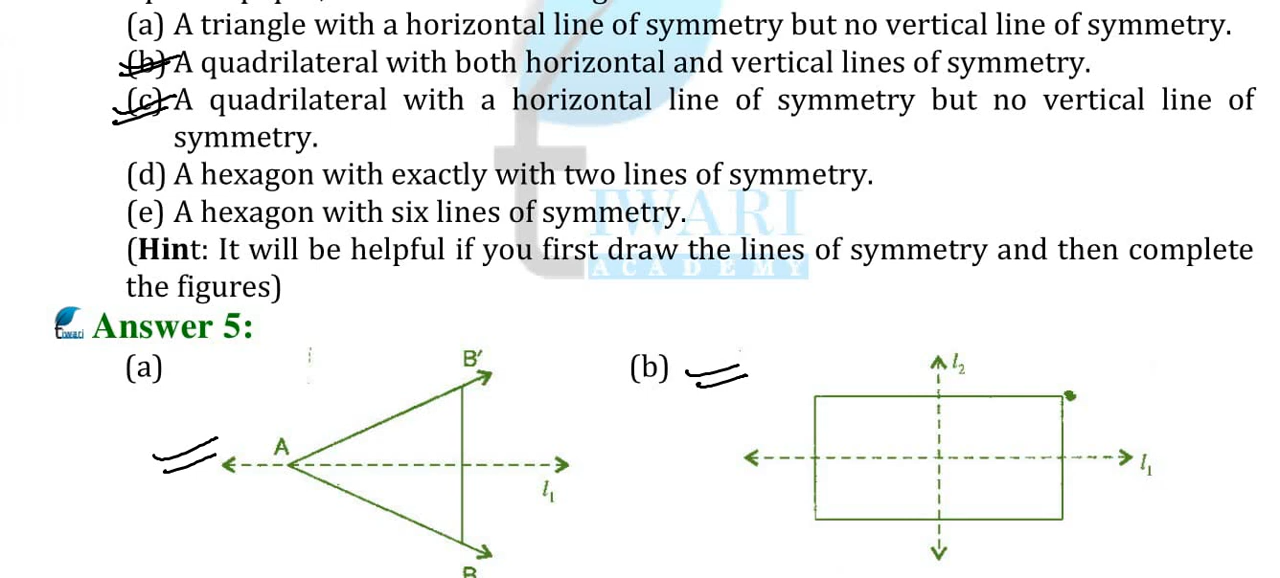 (a) A triangle with a horizontal line of symmetry but no vertical line of symmetry.
(b) A quadrilateral with both horizontal and vertical lines of symmetry.
(c) A quadrilateral with a horizontal line of symmetry but no vertical line of
symmetry.
(d) A hexagon with exactly with two lines of symmetry.
(e) A hexagon with six lines of symmetry.
IWARI
(Hint: It will be helpful if you first draw the lines of symmetry and then complete
ACADEMY
the figures)
tiwari Answer 5:
(a)
B′
A
l₁
B
(b)
l₂
l₁